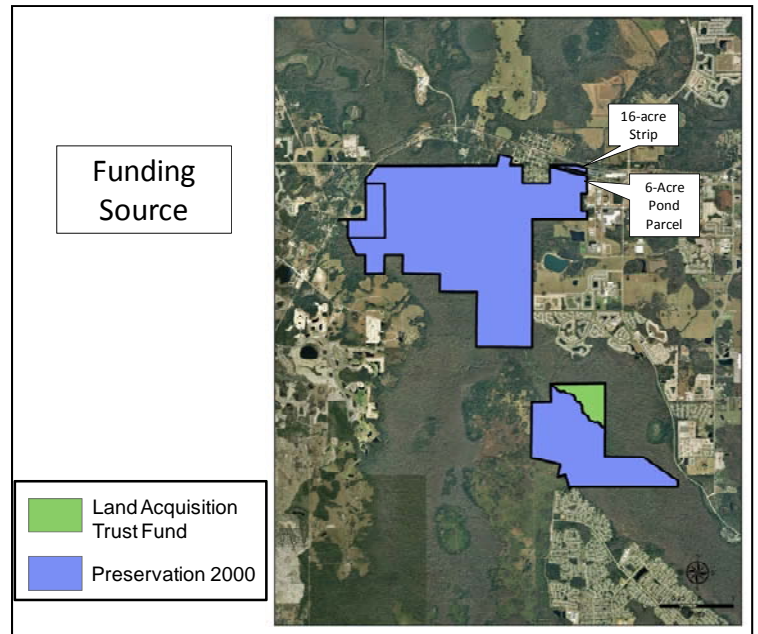 Funding
Source
16-acre
Strip
6-Acre
Pond
Parcel
Land Acquisition
Trust Fund
Preservation 2000